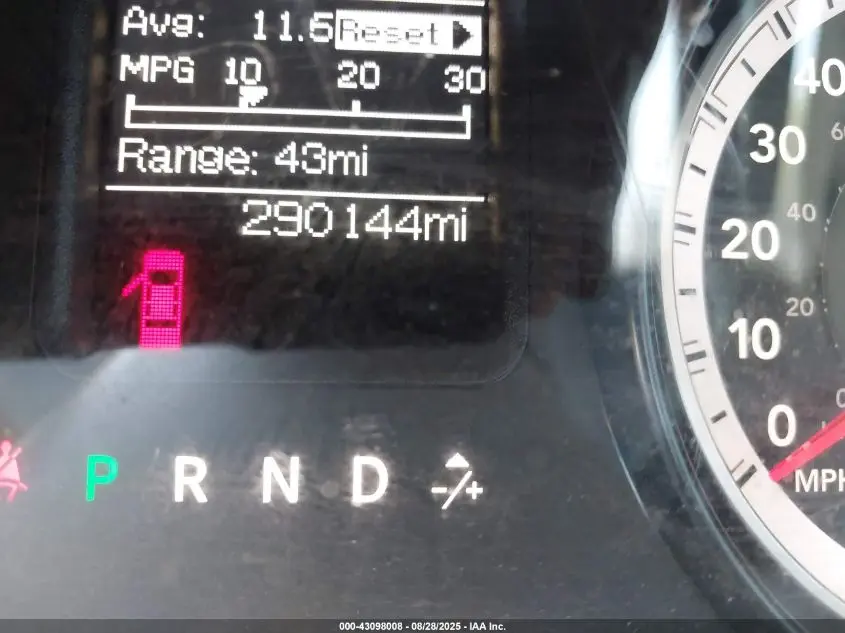 Avg: 11.5 Reset
MPG 10 20 30
Range: 43mi
290144mi
P R N D -/+
40
30
60
20
40
10
20
0
0
MPH
000-43098008 - 08/28/2025 - IAA Inc.